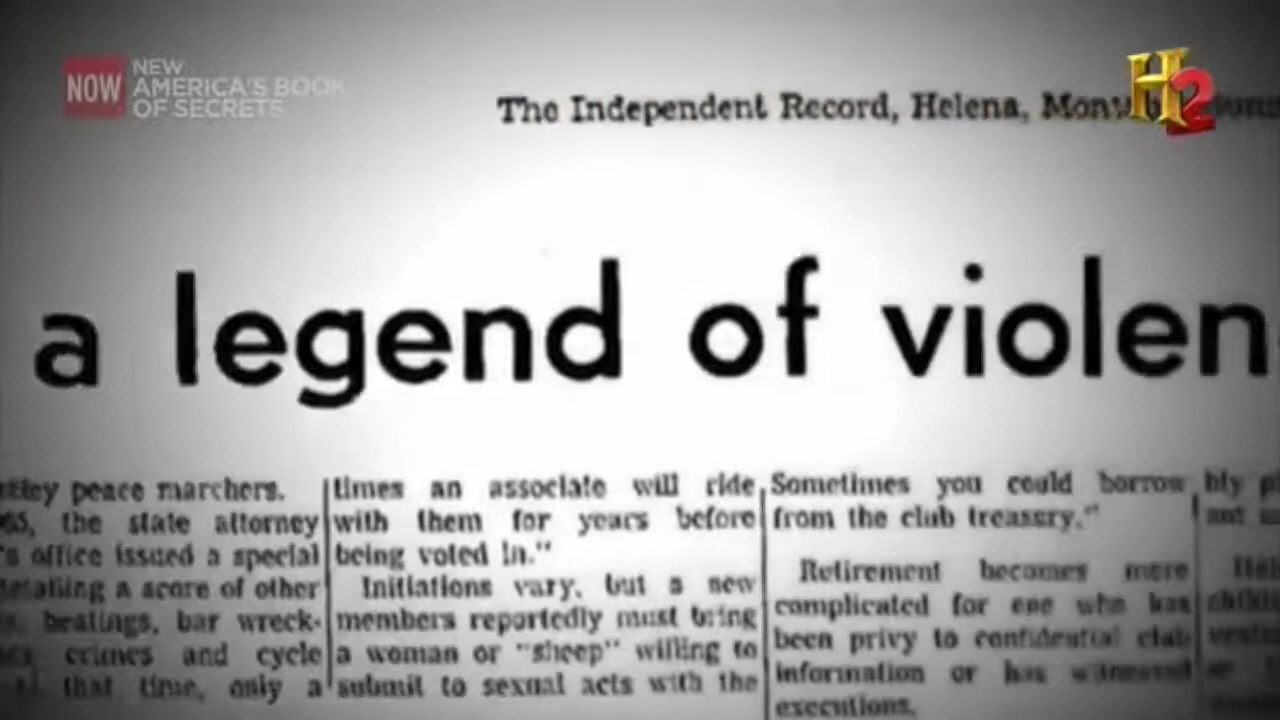 NOW
NEW
AMERICA'S BOOK
OF SECRETS
H2
The Independent Record, Helena,
a legend of violen
peace marchers.
the state attorney
office issued a special
a score of other
beatings, bar wreck-
crimes and cycle
that time, only a
times an associate will ride
with them for years before
being voted in."
Initiations vary, but a new
members reportedly must bring
a woman or "sheep" willing to
submit to sexual acts with the
Sometimes you could borrow
from the club treasury."
Retirement becomes more
complicated for one who has
been privy to confidential club
information or has witnessed
executions.